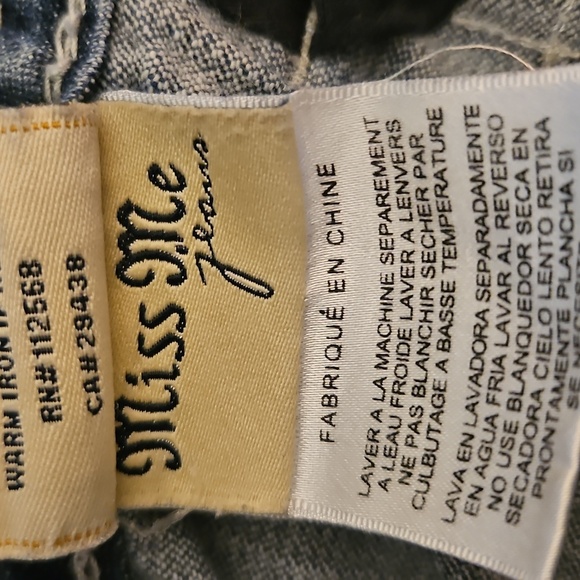 WARM IRON
RN# 112568
CA# 29438
Miss Me
Jeans
FABRIQUÉ EN CHINE
LAVER A LA MACHINE SEPAREMENT
A LEAU FROIDE LAVER A LENVERS
NE PAS BLANCHIR SECHER PAR
CULBUTAGE A BASSE TEMPERATURE
LAVA EN LAVADORA SEPARADAMENTE
EN AGUA FRIA LAVAR AL REVERSO
NO USE BLANQUEDOR SECA EN
SECADORA CIELO LENTO RETIRA
PRONTAMENTE PLANCHA SI